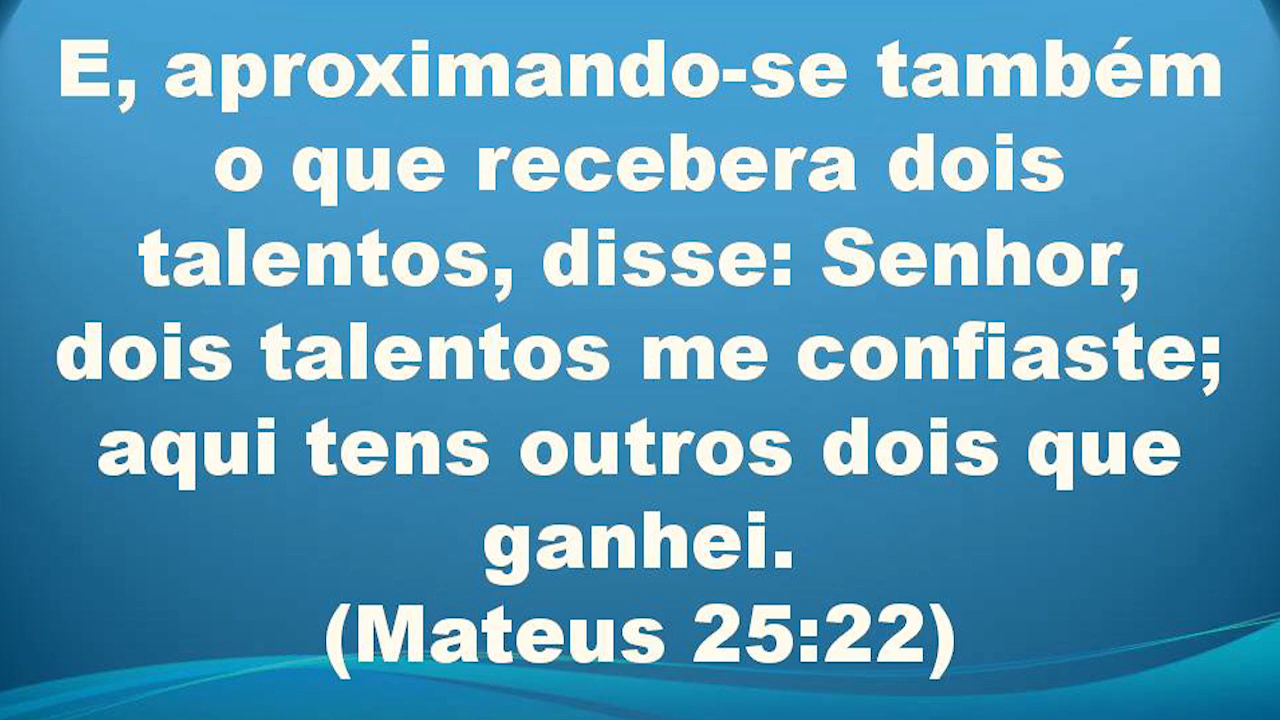 E, aproximando-se também
o que recebera dois
talentos, disse: Senhor,
dois talentos me confiaste;
aqui tens outros dois que
ganhei.
(Mateus 25:22)